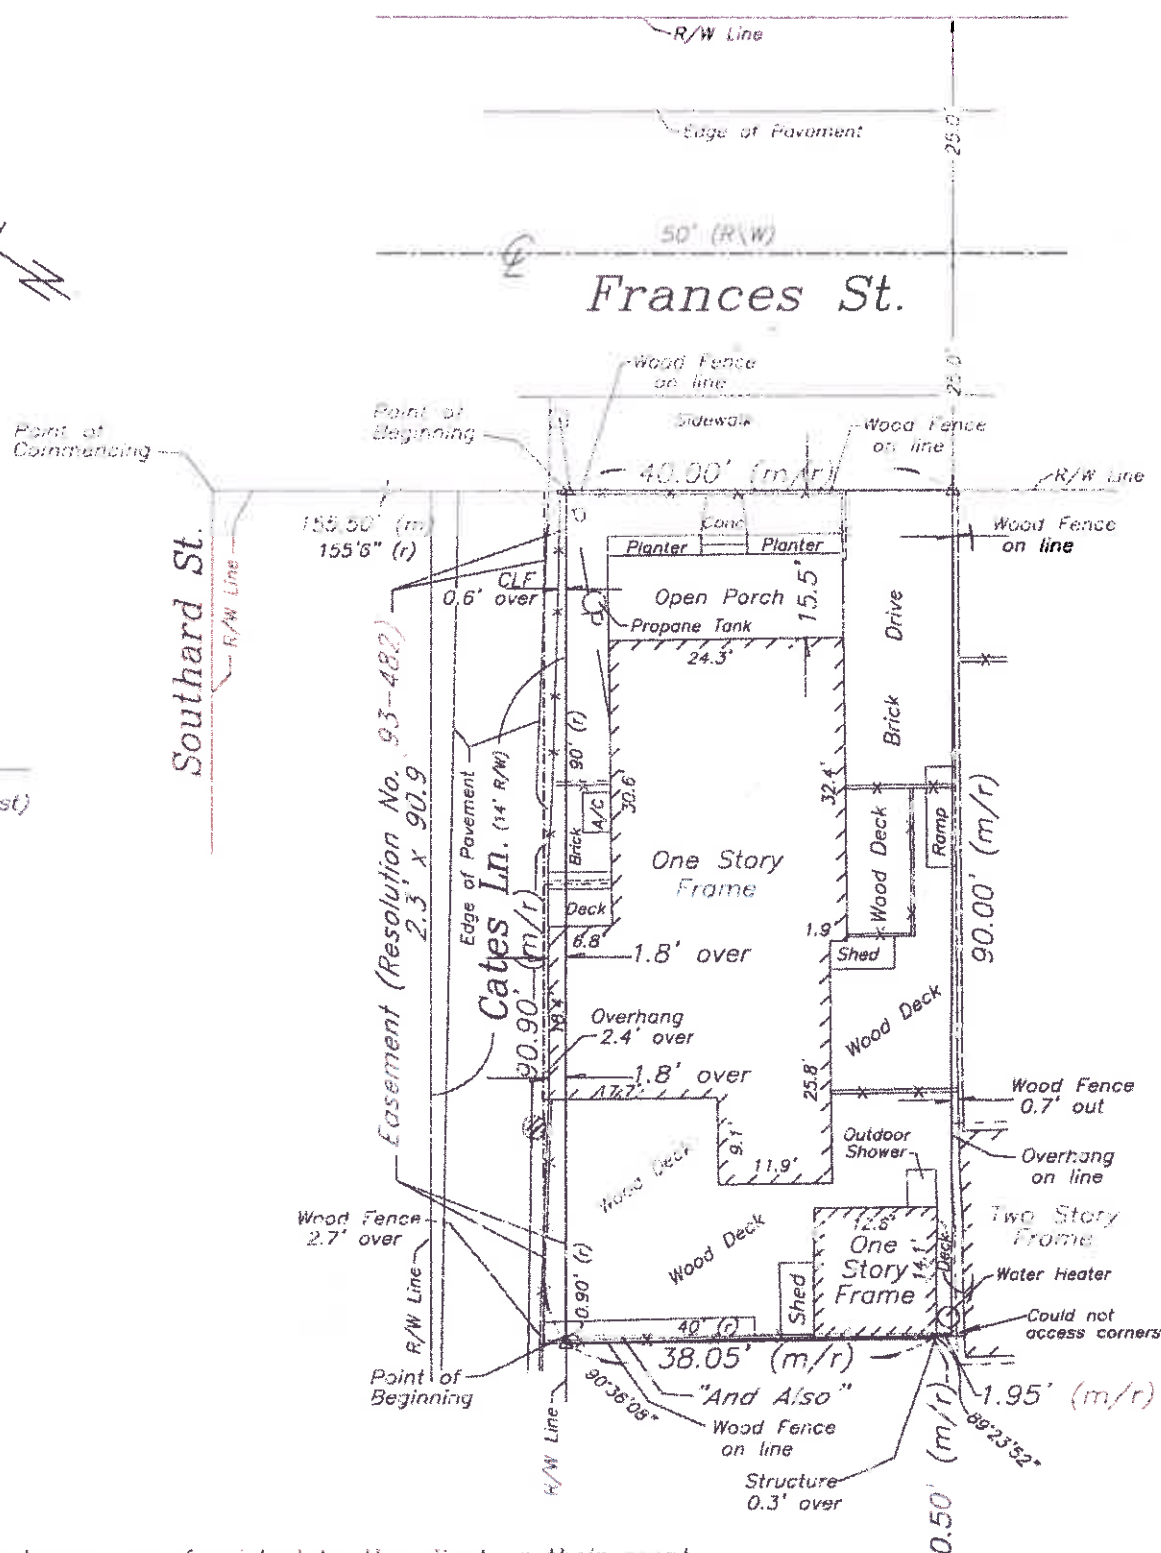 R/W Line
Edge of Pavement
25.0'
50' (R\W)
Frances St.
25.0'
Wood Fence
on line
Point of
Beginning
Sidewalk
Wood Fence
on line
Point of
Commencing
40.00' (m/r)
R/W Line
155.50' (m)
155'6" (r)
Southard St.
R/W Line
Conc
Planter
Planter
Wood Fence
on line
CLF
0.6' over
Open Porch
15.5'
Propane Tank
24.3'
Brick Drive
Easement (Resolution No. 93-482)
2.3' x 90.9
Edge of Pavement
Cates Ln. (14' R/W)
90' (r)
30.6'
32.4'
A/C
Brick
Ramp
90.00' (m/r)
st)
One Story
Frame
Wood Deck
Deck
6.8'
1.9'
Shed
1.8' over
90.90' (m/r)
18.4'
Overhang
2.4' over
Wood Deck
1.8' over
17.7'
25.8'
Wood Fence
0.7' out
9.1'
11.9'
Outdoor
Shower
Overhang
on line
Wood Deck
Wood Deck
Wood Fence
2.7' over
Two Story
Frame
12.6'
One
Story
Frame
14.1'
Deck
Water Heater
Shed
R/W Line
0.90' (r)
40' (r)
Could not
access corners
38.05' (m/r)
Point of
Beginning
90°36'08"
"And Also"
1.95' (m/r)
89°23'52"
Wood Fence
on line
R/W Line
Structure
0.3' over
0.50' (m/r)